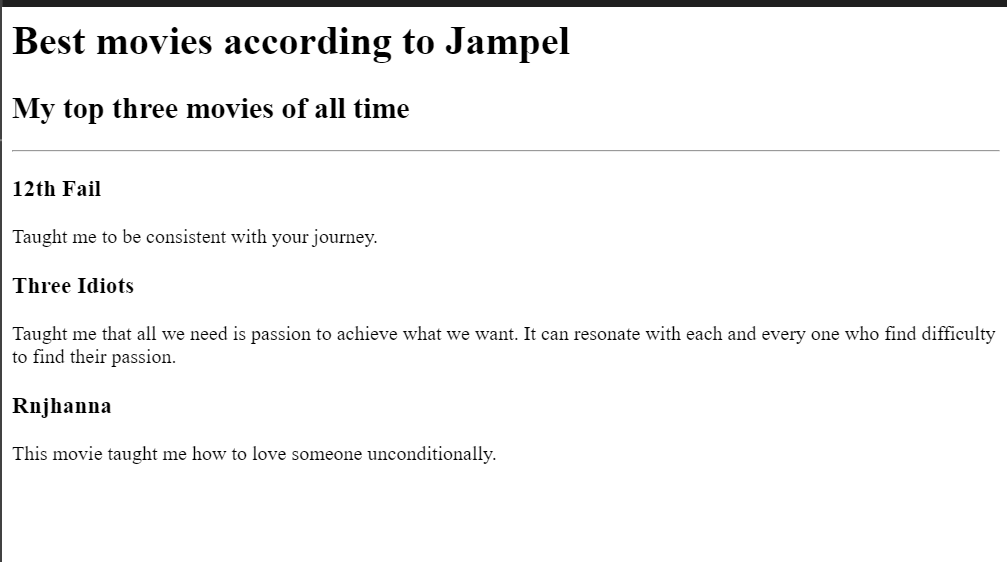 Best movies according to Jampel
My top three movies of all time
12th Fail
Taught me to be consistent with your journey.
Three Idiots
Taught me that all we need is passion to achieve what we want. It can resonate with each and every one who find difficulty
to find their passion.
Rnjhanna
This movie taught me how to love someone unconditionally.